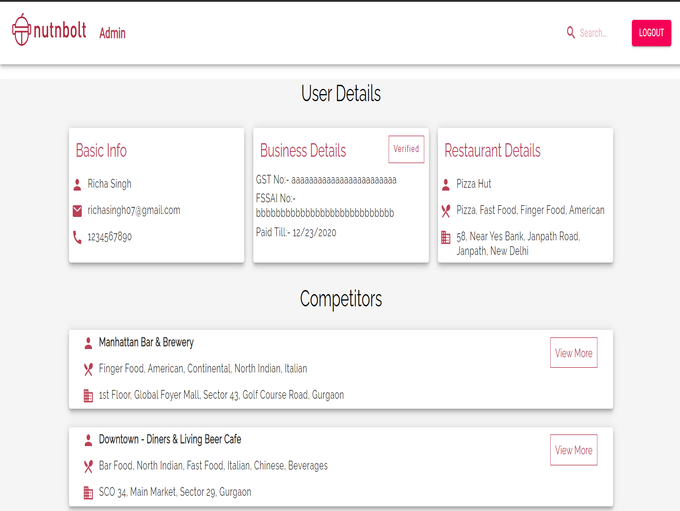 nutnbolt Admin Search... LOGOUT
User Details
Basic Info
Richa Singh
richasingh07@gmail.com
1234567890
Business Details Verified
GST No:- aaaaaaaaaaaaaaaaaaaaaaaa
FSSAI No:-
bbbbbbbbbbbbbbbbbbbbbbbbbbbb
Paid Till:- 12/23/2020
Restaurant Details
Pizza Hut
Pizza, Fast Food, Finger Food, American
58, Near Yes Bank, Janpath Road,
Janpath, New Delhi
Competitors
Manhattan Bar & Brewery
View More
Finger Food, American, Continental, North Indian, Italian
1st Floor, Global Foyer Mall, Sector 43, Golf Course Road, Gurgaon
Downtown - Diners & Living Beer Cafe
View More
Bar Food, North Indian, Fast Food, Italian, Chinese, Beverages
SCO 34, Main Market, Sector 29, Gurgaon